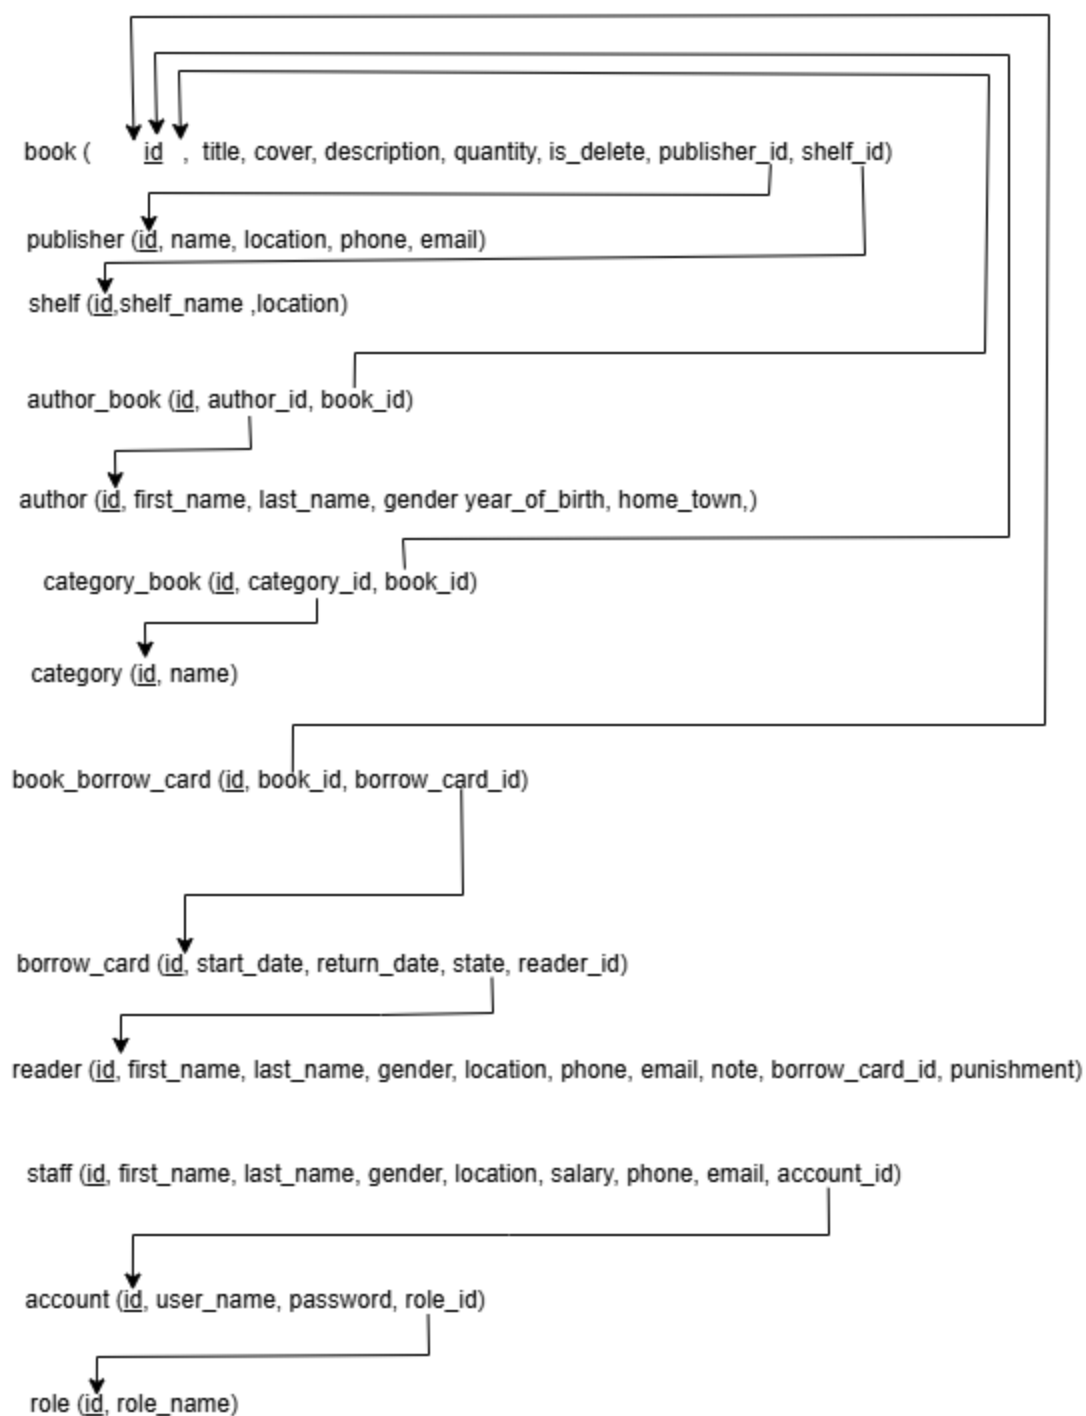 book ( id , title, cover, description, quantity, is_delete, publisher_id, shelf_id)
publisher (id, name, location, phone, email)
shelf (id,shelf_name ,location)
author_book (id, author_id, book_id)
author (id, first_name, last_name, gender year_of_birth, home_town,)
category_book (id, category_id, book_id)
category (id, name)
book_borrow_card (id, book_id, borrow_card_id)
borrow_card (id, start_date, return_date, state, reader_id)
reader (id, first_name, last_name, gender, location, phone, email, note, borrow_card_id, punishment)
staff (id, first_name, last_name, gender, location, salary, phone, email, account_id)
account (id, user_name, password, role_id)
role (id, role_name)